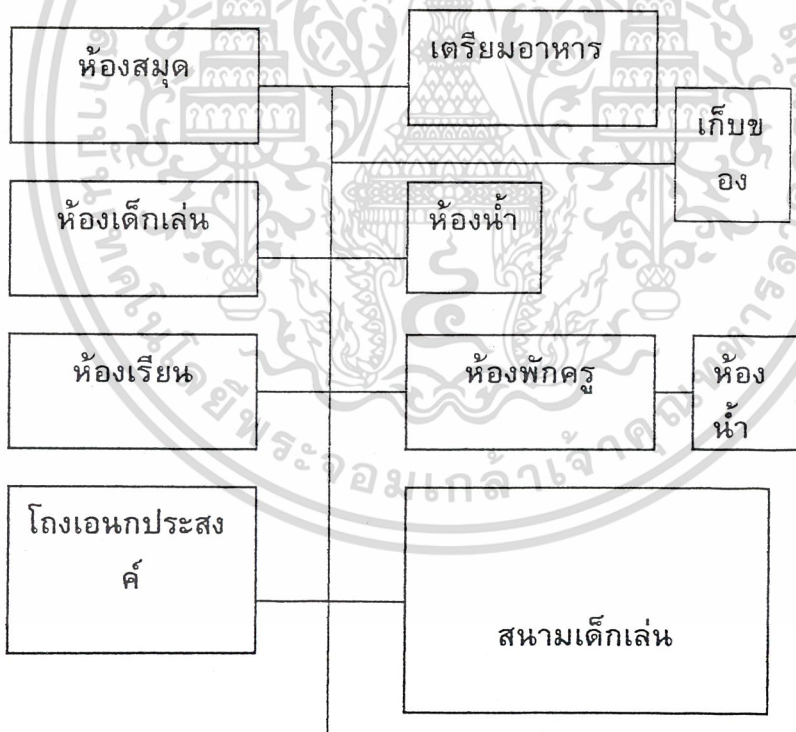 ห้องสมุด
เตรียมอาหาร
เก็บข
อง
ห้องเด็กเล่น
ห้องน้ำ
ห้องเรียน
ห้องพักครู
ห้อง
น้ำ
โถงเอนกประสง
ค์
สนามเด็กเล่น